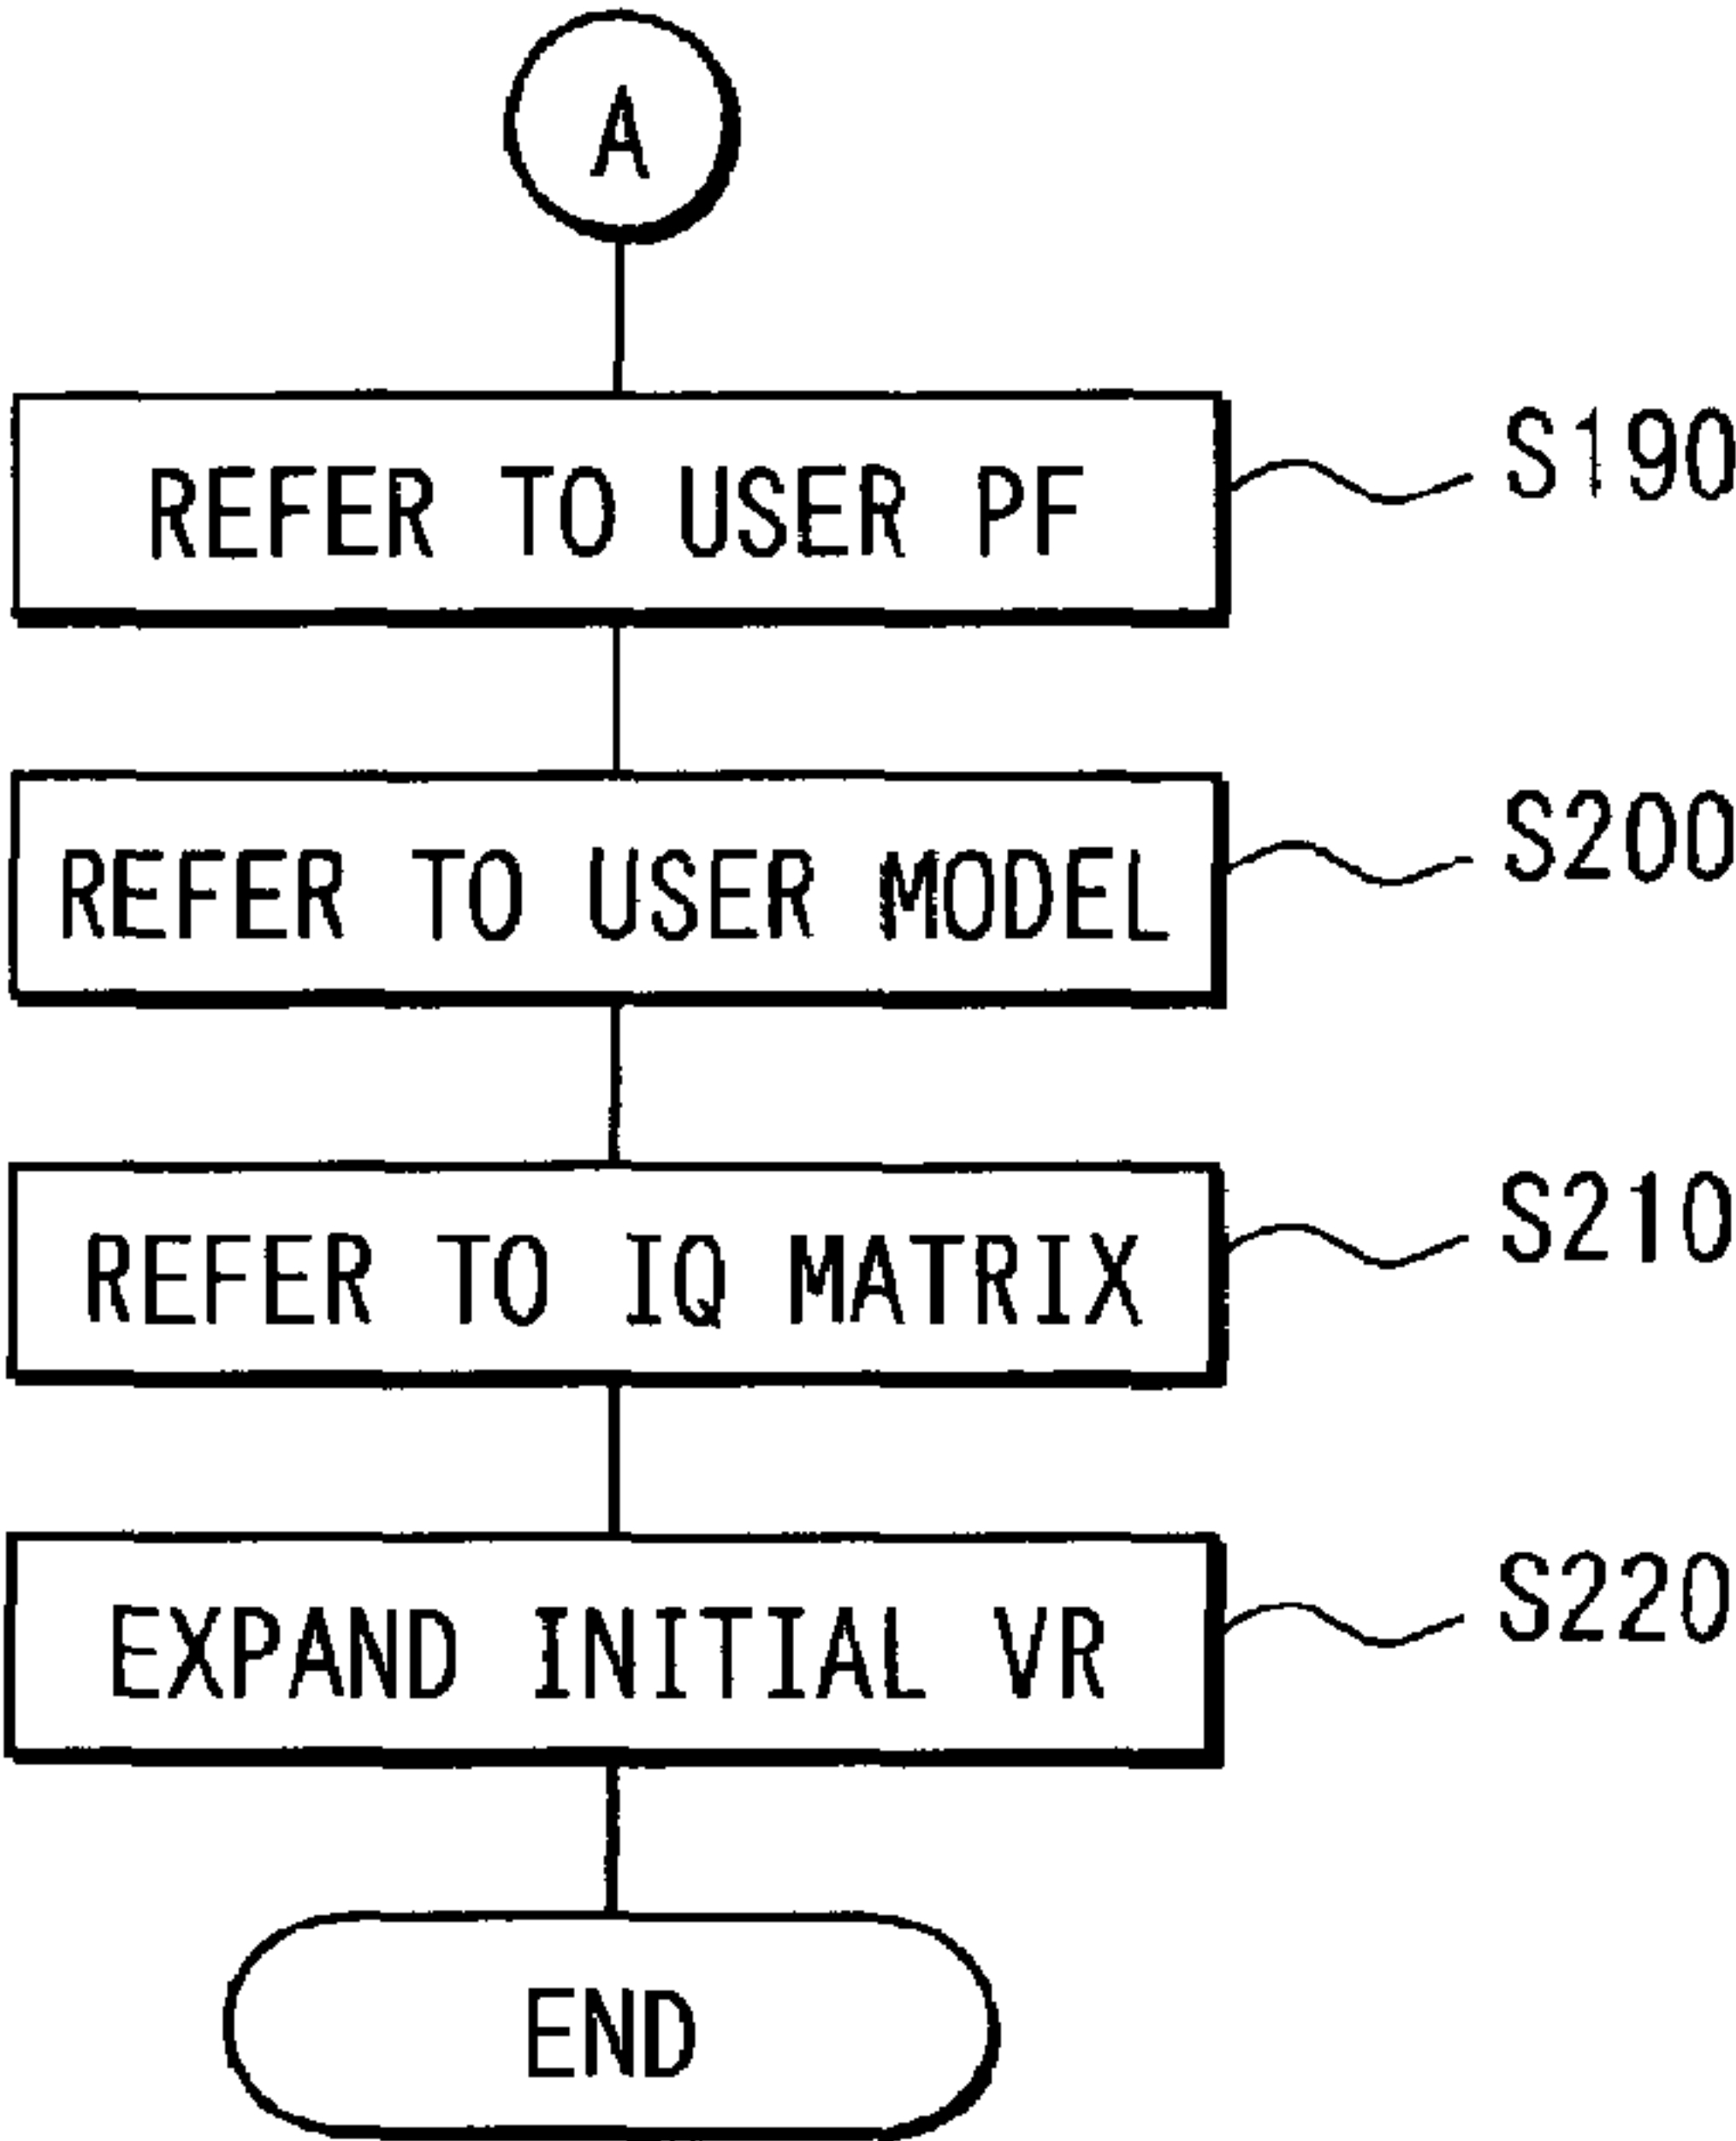 A
REFER TO USER PF
S190
REFER TO USER MODEL
S200
REFER TO IQ MATRIX
S210
EXPAND INITIAL VR
S220
END